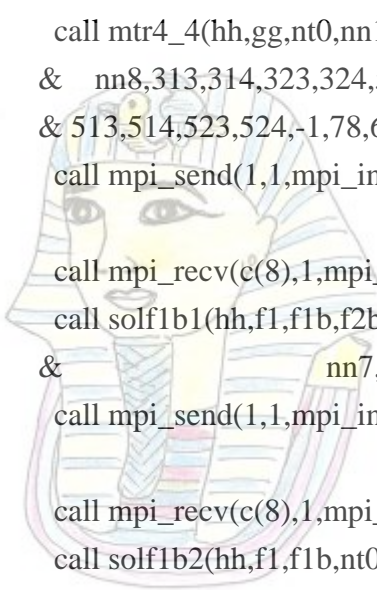 call mtr4_4(hh,gg,nt0,nn1
& nn8,313,314,323,324,
& 513,514,523,524,-1,78,6
call mpi_send(1,1,mpi_in
call mpi_recv(c(8),1,mpi_
call solf1b1(hh,f1,f1b,f2b
& nn7,
call mpi_send(1,1,mpi_in
call mpi_recv(c(8),1,mpi_
call solf1b2(hh,f1,f1b,nt0